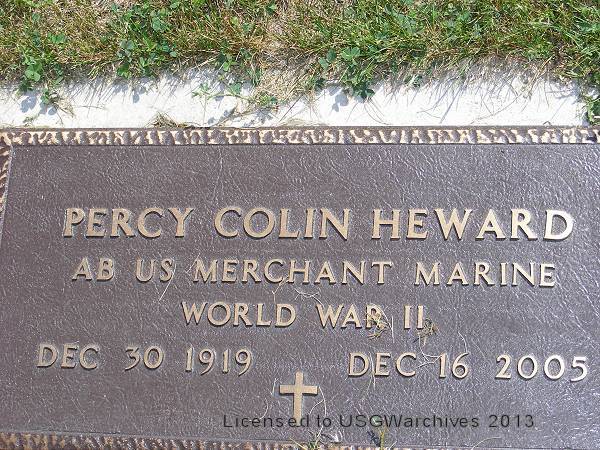 PERCY COLIN HEWARD
AB US MERCHANT MARINE
WORLD WAR II
DEC 30 1919 DEC 16 2005
Licensed to USGWarchives 2013